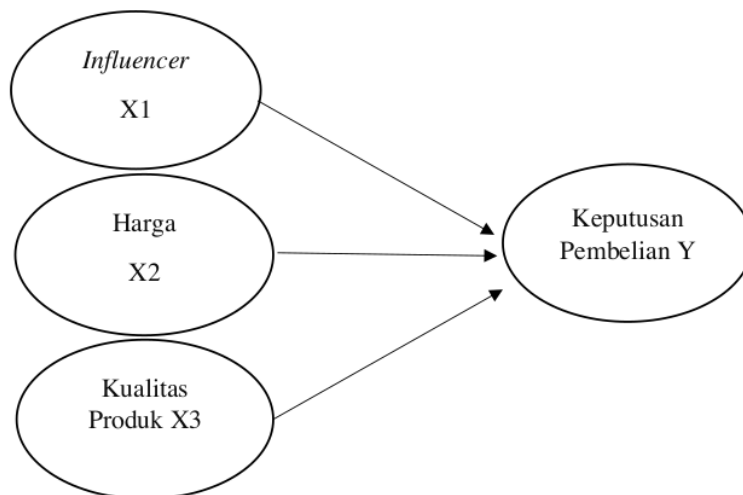 Influencer
X1
Harga
X2
Kualitas
Produk X3
Keputusan
Pembelian Y